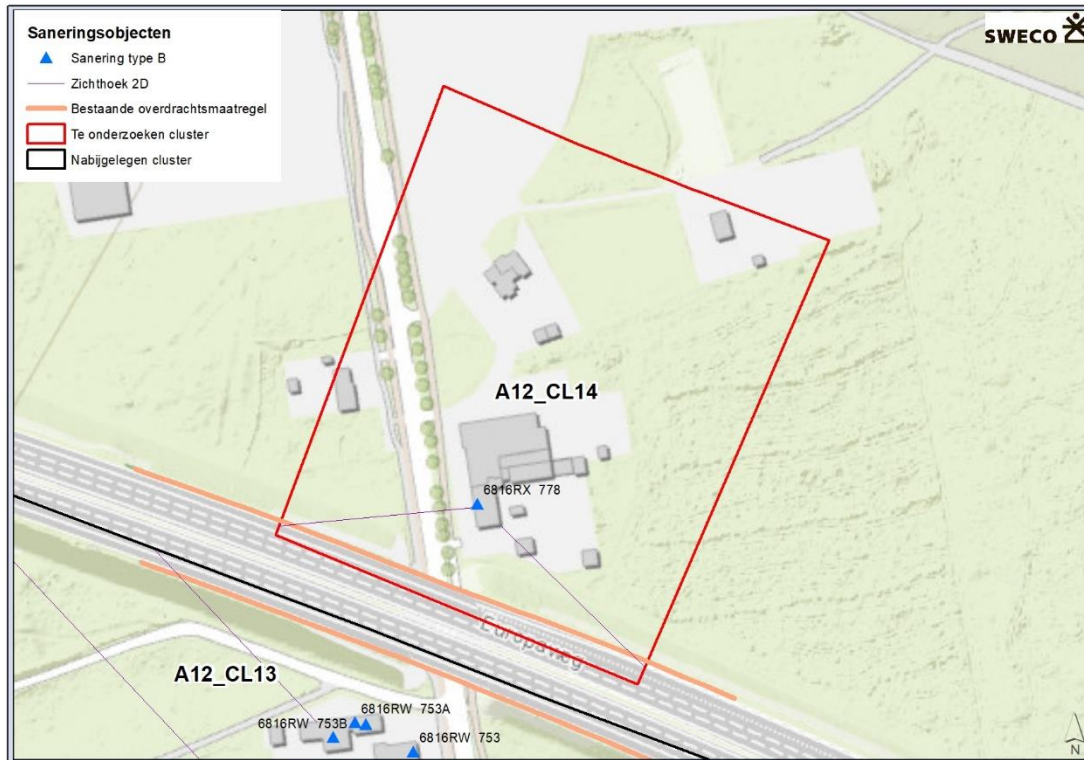 Saneringsobjecten
Sanering type B
Zichthoek 2D
Bestaande overdrachtsmaatregel
Te onderzoeken cluster
Nabijgelegen cluster
SWECO
A12_CL14
6816RX 778
Europaweg
A12_CL13
6816RW 753A
6816RW 753B
6816RW 753
N